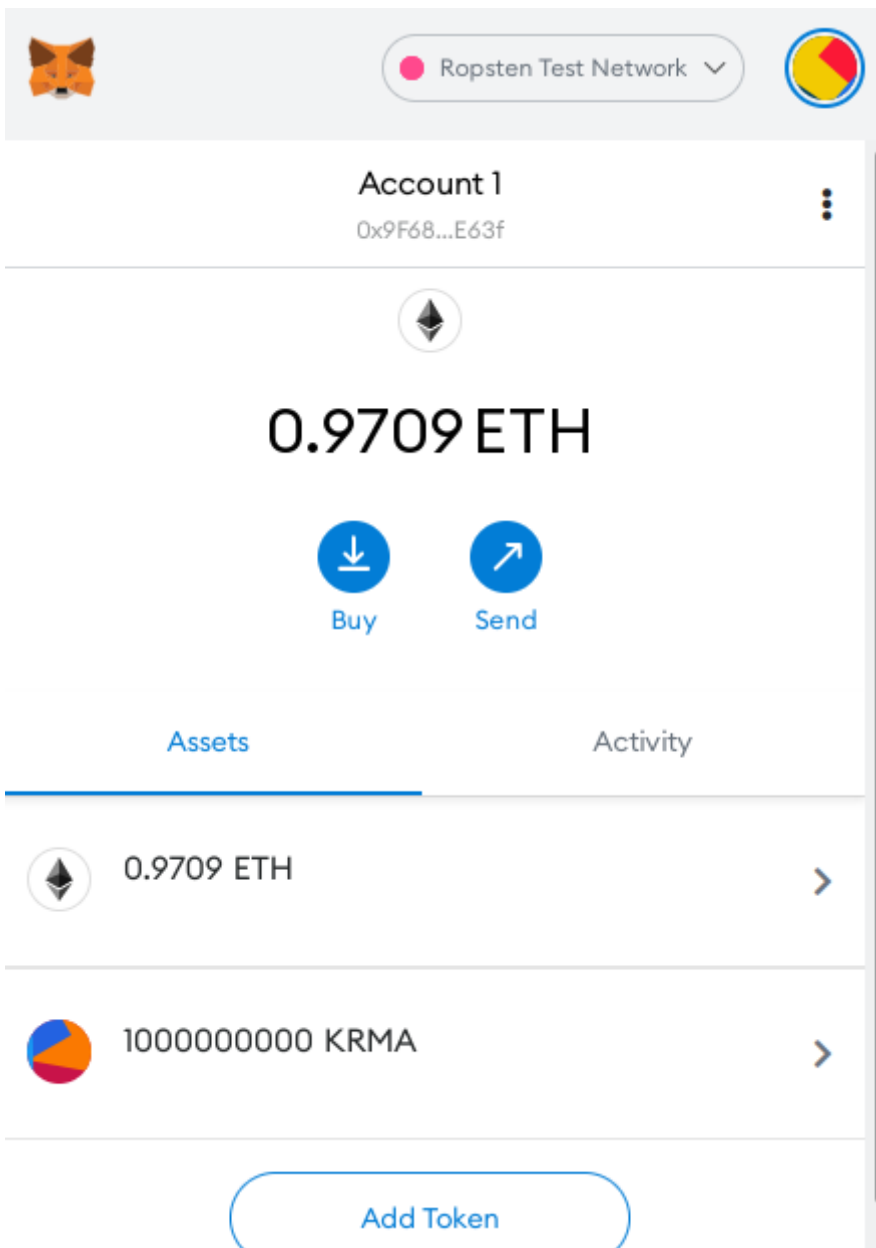 Ropsten Test Network
Account 1
0x9F68...E63f
0.9709 ETH
Buy
Send
Assets
Activity
0.9709 ETH
1000000000 KRMA
Add Token